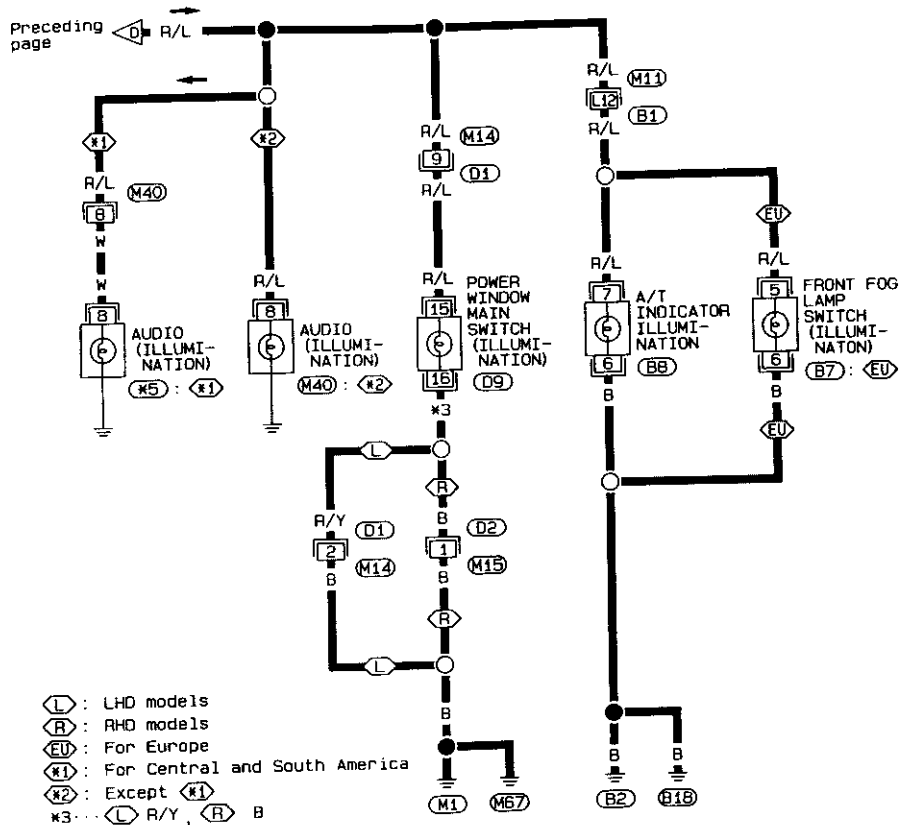 Preceding
page
D
R/L
R/L
M11
L12
B1
R/L
*1
*2
R/L
M14
9
D1
R/L
R/L
M40
8
W
W
EU
R/L
R/L
R/L
R/L
8
AUDIO
(ILLUMI-
NATION)
*5 : *1
8
AUDIO
(ILLUMI-
NATION)
M40 : *2
15
POWER
WINDOW
MAIN
SWITCH
(ILLUMI-
NATION)
16
D9
7
A/T
INDICATOR
ILLUMI-
NATION
6
B8
5
FRONT FOG
LAMP
SWITCH
(ILLUMI-
NATON)
6
B7 : EU
*3
B
B
EU
L
R
R/Y
D1
2
M14
B
B
D2
1
M15
B
R
L
B
B
B
M1
M67
B2
B18
L : LHD models
R : RHD models
EU : For Europe
*1 : For Central and South America
*2 : Except *1
*3··· L R/Y, R B